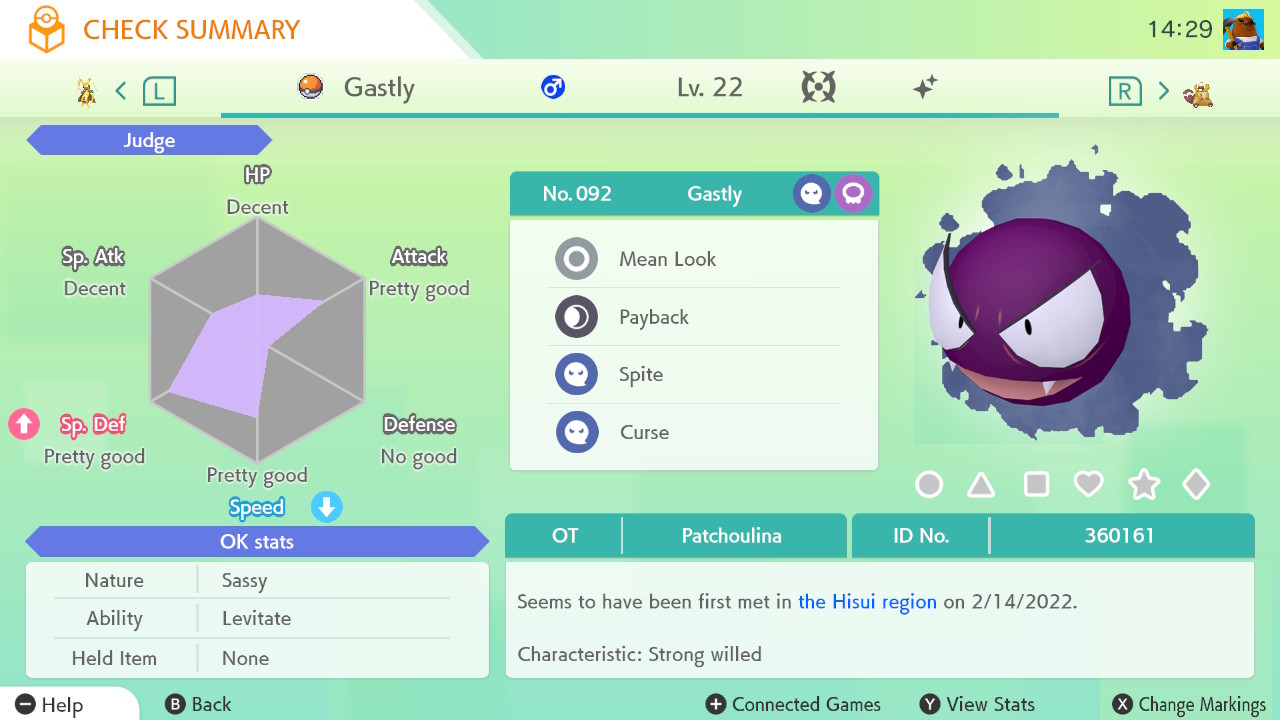 CHECK SUMMARY
14:29
L
Gastly
Lv. 22
R
Judge
HP
Decent
Sp. Atk
Decent
Attack
Pretty good
Sp. Def
Pretty good
Defense
No good
Pretty good
Speed
OK stats
Nature Sassy
Ability Levitate
Held Item None
No. 092 Gastly
Mean Look
Payback
Spite
Curse
OT Patchoulina ID No. 360161
Seems to have been first met in the Hisui region on 2/14/2022.
Characteristic: Strong willed
Help
B Back
Connected Games
Y View Stats
X Change Markings